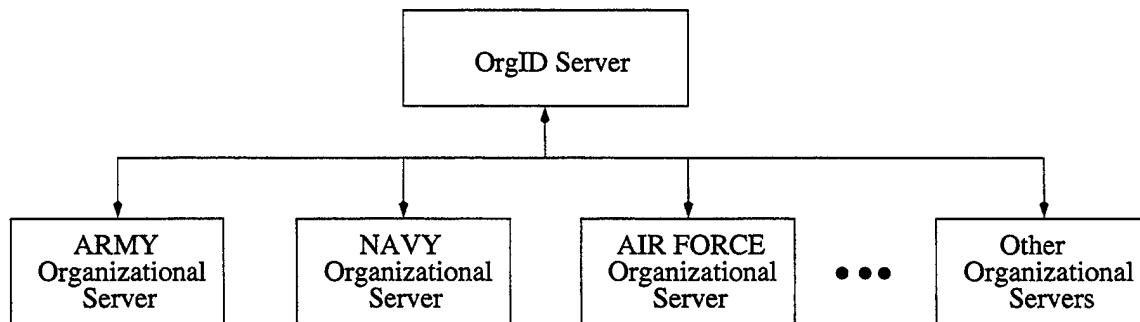 OrgID Server
ARMY
Organizational
Server
NAVY
Organizational
Server
AIR FORCE
Organizational
Server
Other
Organizational
Servers